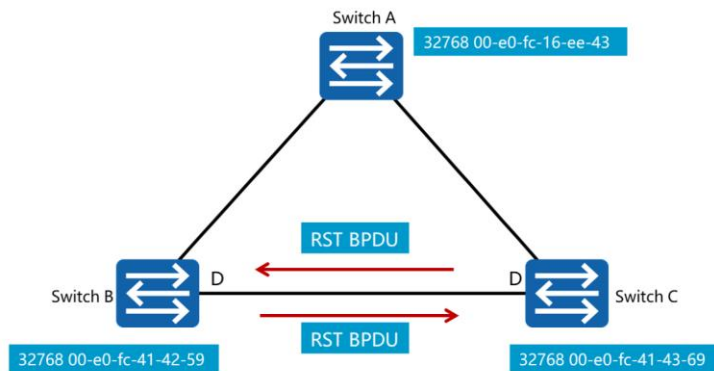 Switch A
32768 00-e0-fc-16-ee-43
RST BPDU
D
D
Switch B
Switch C
RST BPDU
32768 00-e0-fc-41-42-59
32768 00-e0-fc-41-43-69